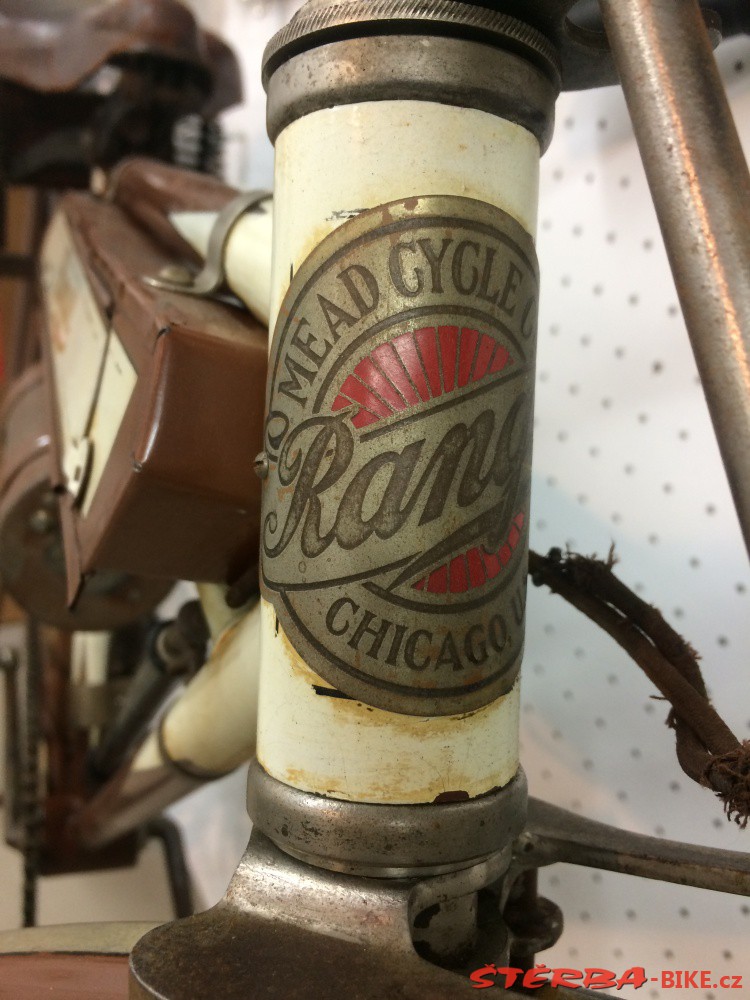 MEAD CYCLE C
Rang
CHICAGO, U
ŠTĚRBA-BIKE.cz